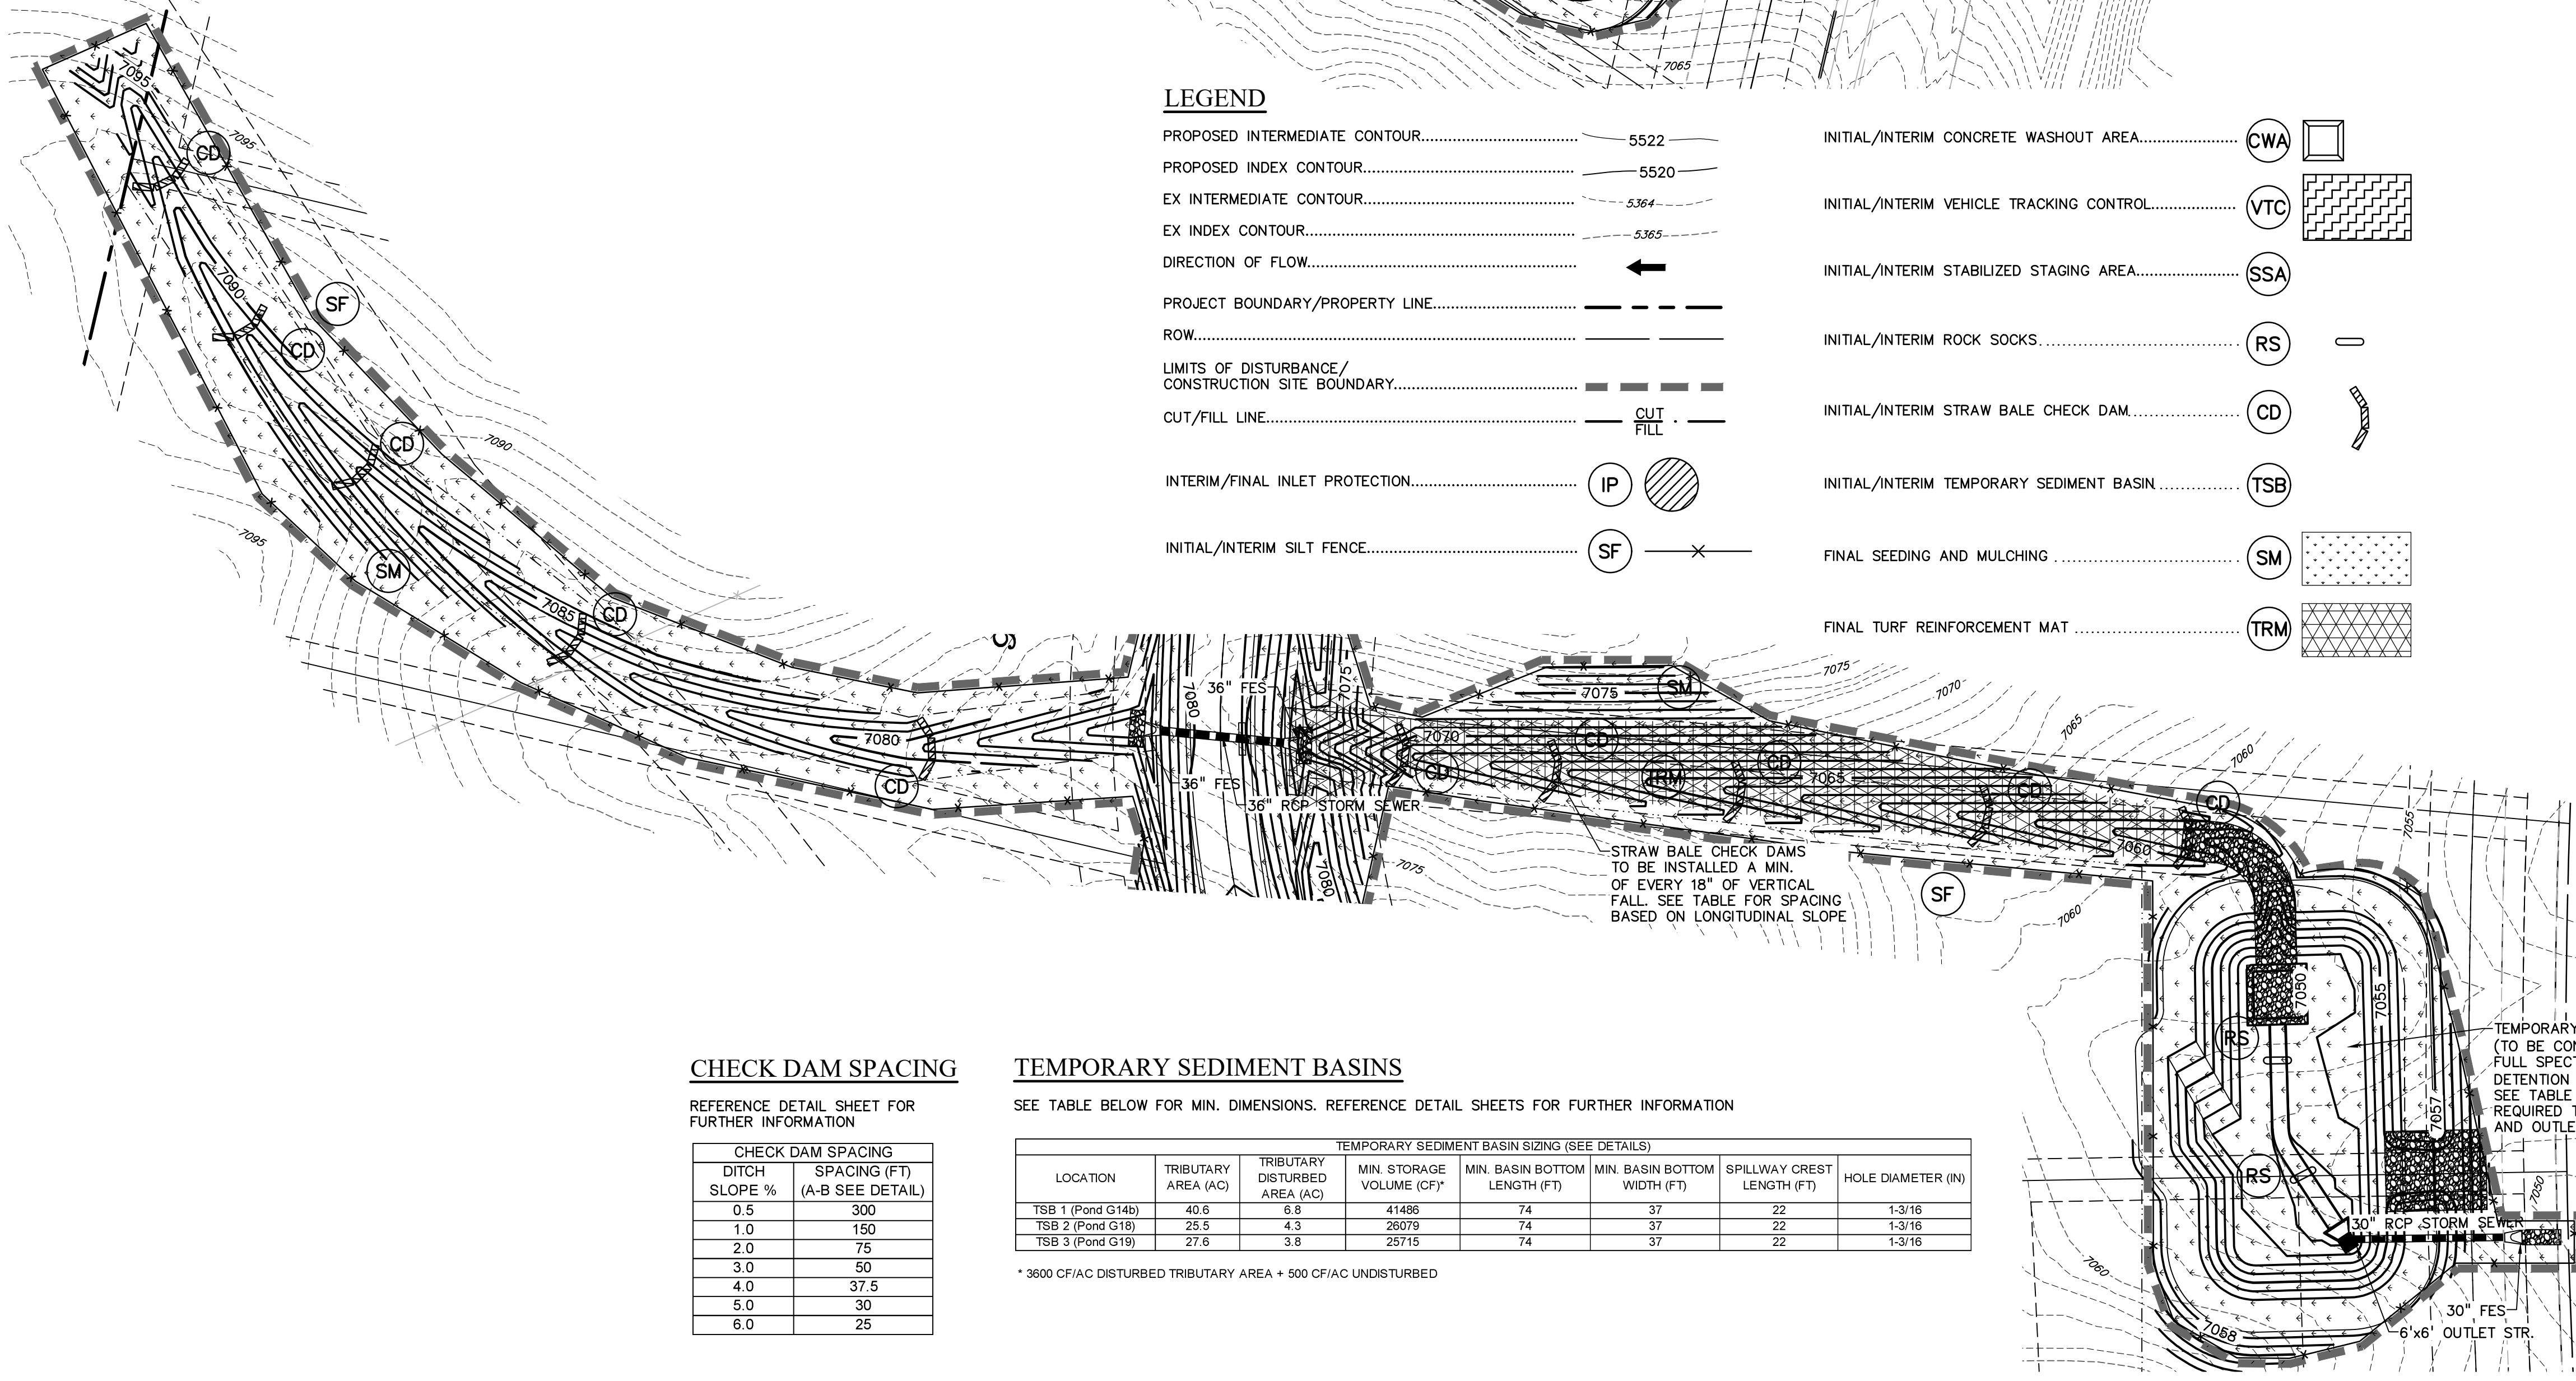 7065
LEGEND
PROPOSED INTERMEDIATE CONTOUR 5522
PROPOSED INDEX CONTOUR 5520
EX INTERMEDIATE CONTOUR 5364
EX INDEX CONTOUR 5365
DIRECTION OF FLOW
PROJECT BOUNDARY/PROPERTY LINE
ROW
LIMITS OF DISTURBANCE/
CONSTRUCTION SITE BOUNDARY
CUT/FILL LINE CUT
FILL
INTERIM/FINAL INLET PROTECTION IP
INITIAL/INTERIM SILT FENCE SF
INITIAL/INTERIM CONCRETE WASHOUT AREA CWA
INITIAL/INTERIM VEHICLE TRACKING CONTROL VTC
INITIAL/INTERIM STABILIZED STAGING AREA SSA
INITIAL/INTERIM ROCK SOCKS RS
INITIAL/INTERIM STRAW BALE CHECK DAM CD
INITIAL/INTERIM TEMPORARY SEDIMENT BASIN TSB
FINAL SEEDING AND MULCHING SM
FINAL TURF REINFORCEMENT MAT TRM
7095
CD
7095
7090
SF
CD
CD
7090
7095
SM
7085
CD
7080
CD
7080
36" FES
7075
36" FES
36" RCP STORM SEWER
7080
7075
7070
CD
7075
SM
CD
TRM
CD
7065
CD
CD
7060
7075
7070
7065
7060
7055
STRAW BALE CHECK DAMS
TO BE INSTALLED A MIN.
OF EVERY 18" OF VERTICAL
FALL. SEE TABLE FOR SPACING
BASED ON LONGITUDINAL SLOPE
SF
7060
7050
7055
RS
7057
RS
TEMPORARY
(TO BE CON
FULL SPECT
DETENTION
SEE TABLE
REQUIRED T
AND OUTLE
7050
30" RCP STORM SEWER
7060
30" FES
6'x6' OUTLET STR.
7058
CHECK DAM SPACING
REFERENCE DETAIL SHEET FOR
FURTHER INFORMATION
CHECK DAM SPACING
DITCH SLOPE % SPACING (FT) (A-B SEE DETAIL)
0.5 300
1.0 150
2.0 75
3.0 50
4.0 37.5
5.0 30
6.0 25
TEMPORARY SEDIMENT BASINS
SEE TABLE BELOW FOR MIN. DIMENSIONS. REFERENCE DETAIL SHEETS FOR FURTHER INFORMATION
TEMPORARY SEDIMENT BASIN SIZING (SEE DETAILS)
LOCATION TRIBUTARY AREA (AC) TRIBUTARY DISTURBED AREA (AC) MIN. STORAGE VOLUME (CF)* MIN. BASIN BOTTOM LENGTH (FT) MIN. BASIN BOTTOM WIDTH (FT) SPILLWAY CREST LENGTH (FT) HOLE DIAMETER (IN)
TSB 1 (Pond G14b) 40.6 6.8 41486 74 37 22 1-3/16
TSB 2 (Pond G18) 25.5 4.3 26079 74 37 22 1-3/16
TSB 3 (Pond G19) 27.6 3.8 25715 74 37 22 1-3/16
* 3600 CF/AC DISTURBED TRIBUTARY AREA + 500 CF/AC UNDISTURBED